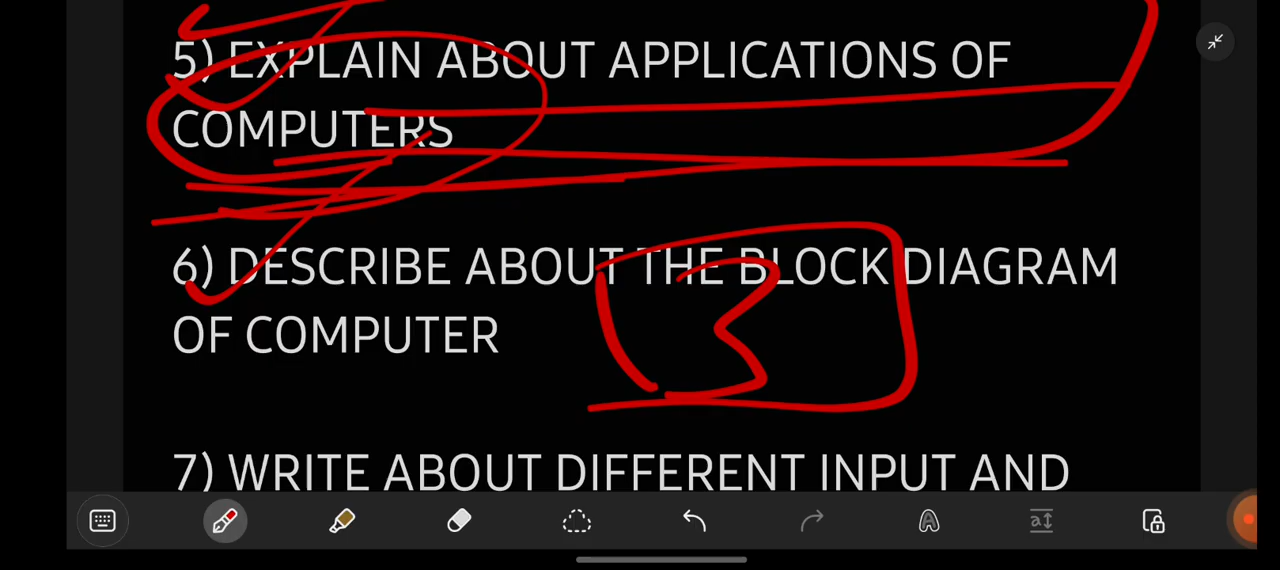 5) EXPLAIN ABOUT APPLICATIONS OF
COMPUTERS
6) DESCRIBE ABOUT THE BLOCK DIAGRAM
OF COMPUTER
3
7) WRITE ABOUT DIFFERENT INPUT AND